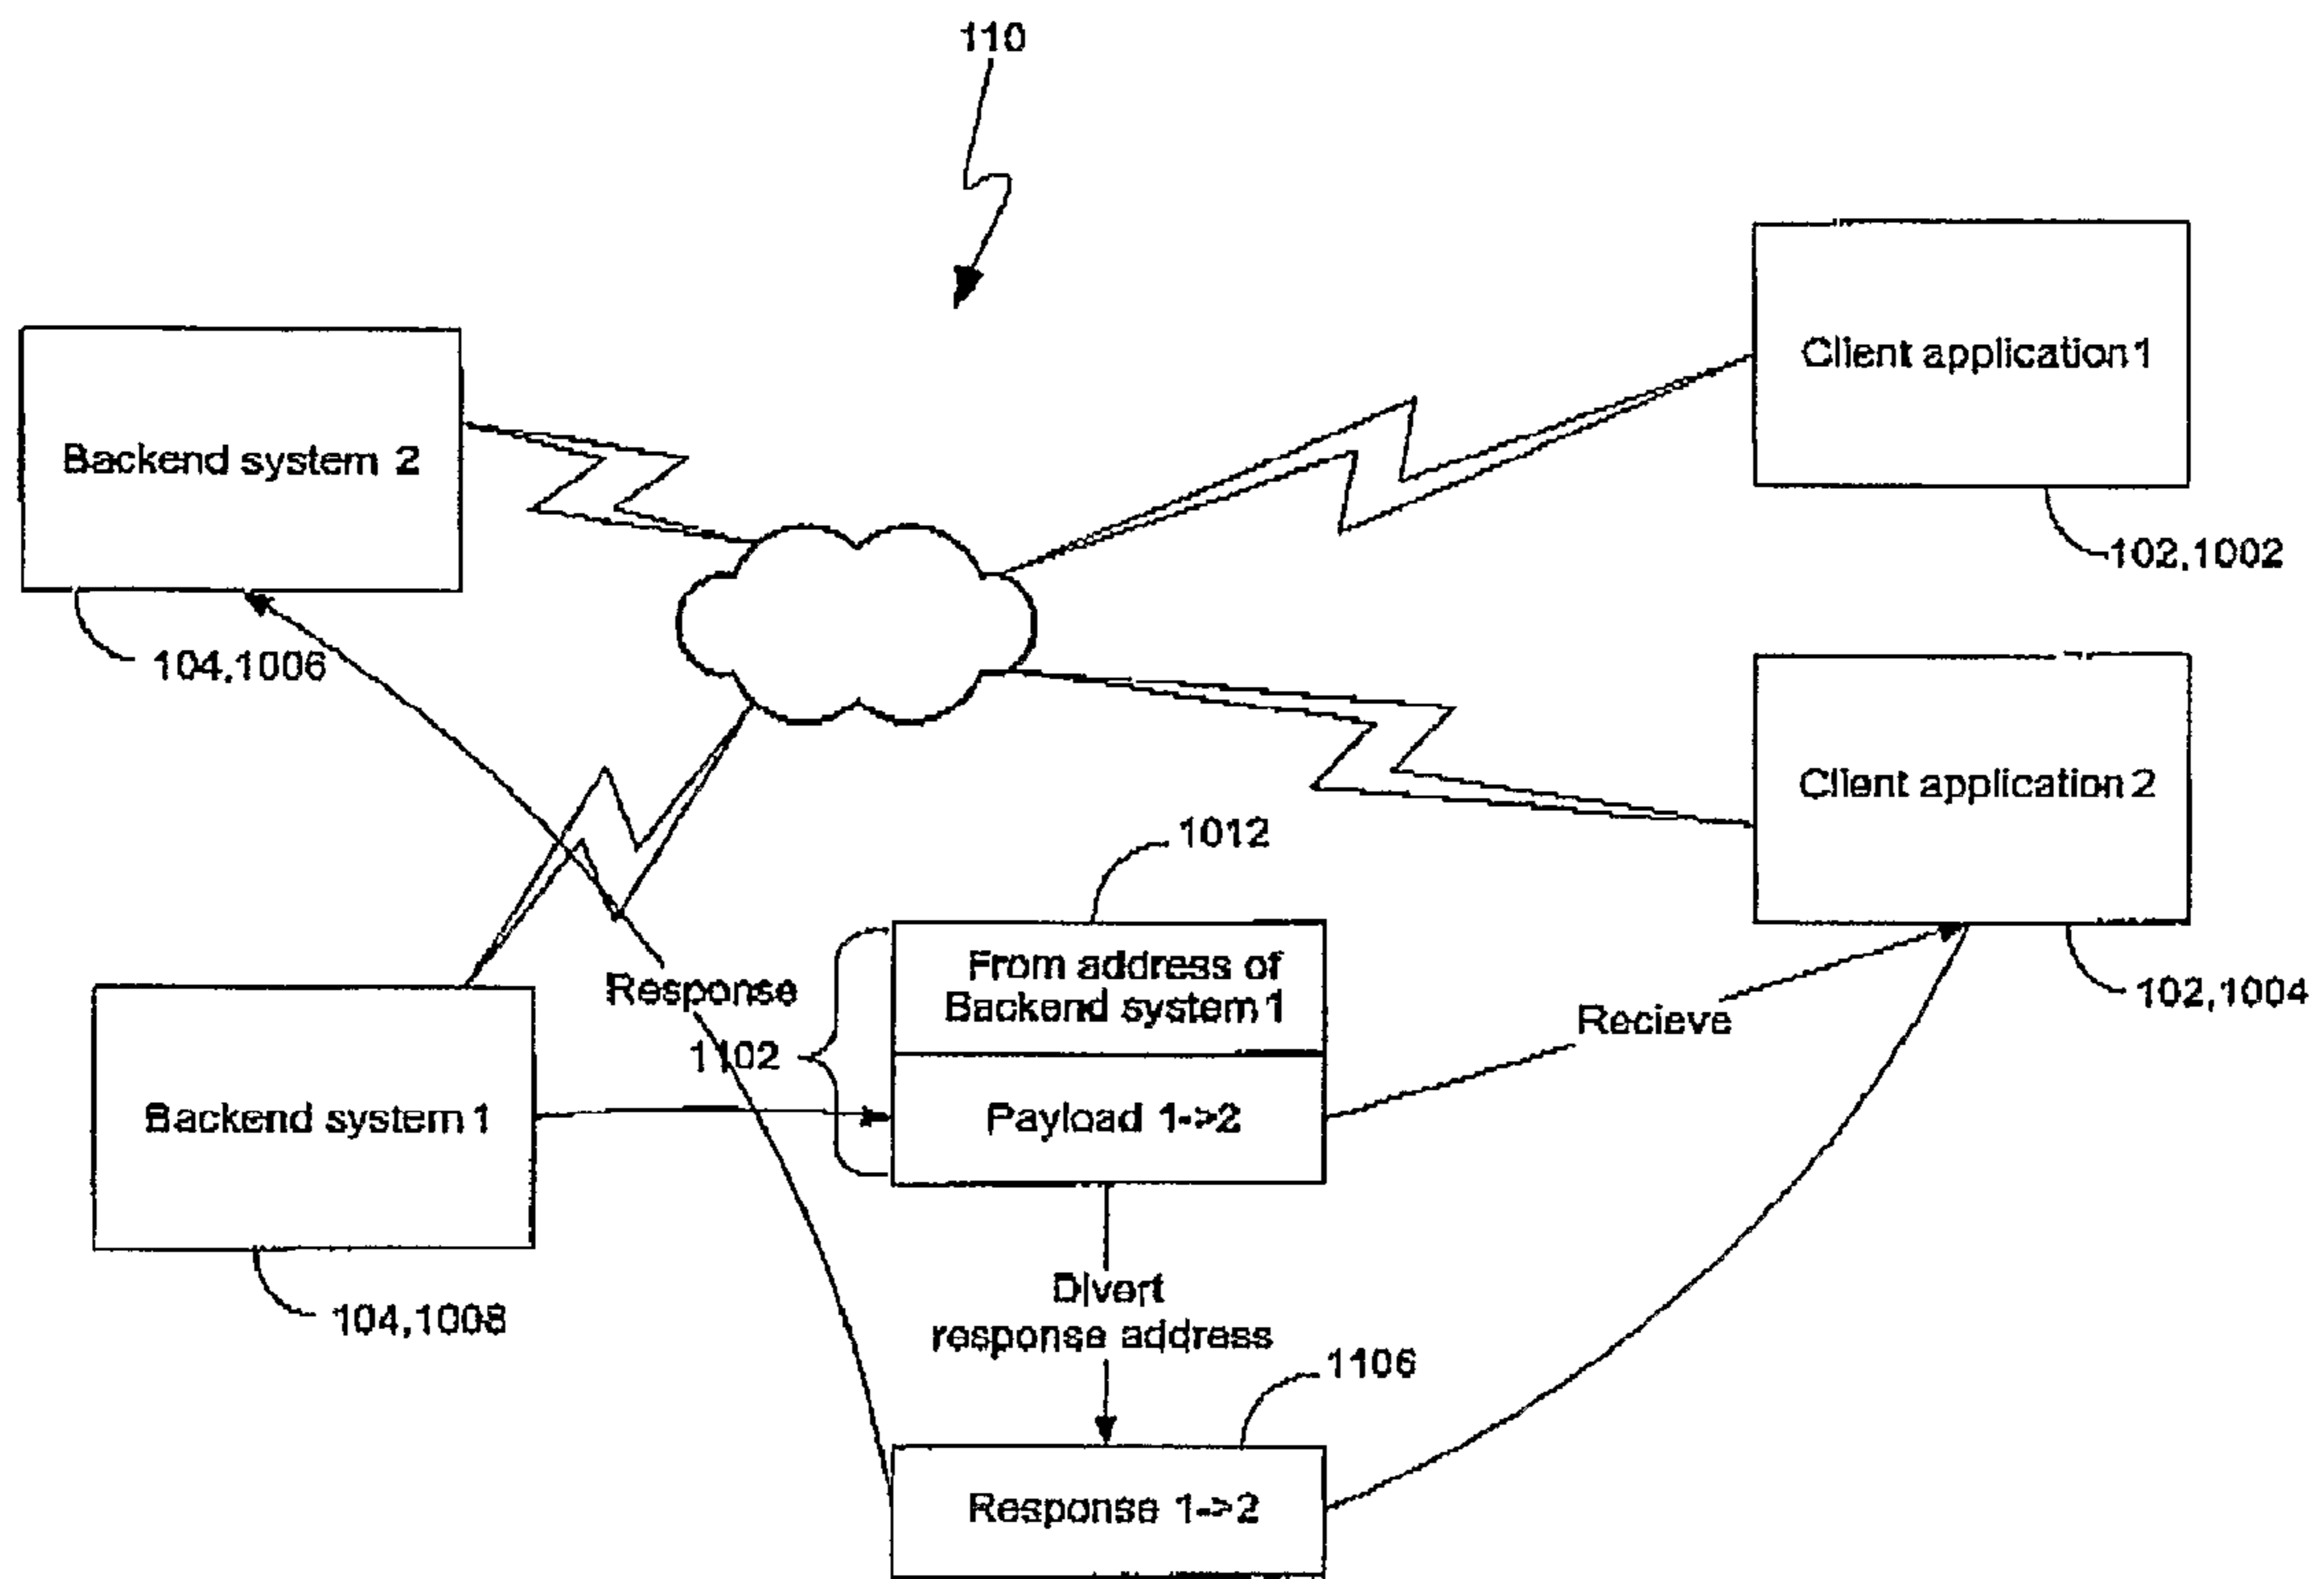 110
Client application 1
102,1002
Backend system 2
104,1006
Client application 2
102,1004
1012
From address of
Backend system 1
Response
1102
Recieve
Payload 1->2
Backend system 1
104,1008
Divert
response address
1106
Response 1->2